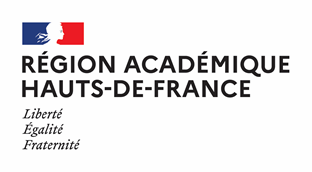 RÉGION ACADÉMIQUE
HAUTS-DE-FRANCE
Liberté
Égalité
Fraternité